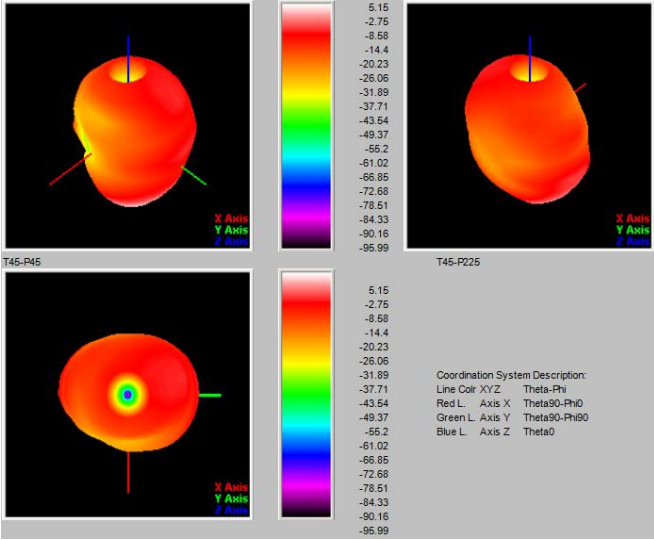 5.15
-2.75
-8.58
-14.4
-20.23
-26.06
-31.89
-37.71
-43.54
-49.37
-55.2
-61.02
-66.85
-72.68
-78.51
-84.33
-90.16
-95.99
X Axis
Y Axis
Z Axis
X Axis
Y Axis
Z Axis
T45-P45
T45-P225
5.15
-2.75
-8.58
-14.4
-20.23
-26.06
-31.89
-37.71
-43.54
-49.37
-55.2
-61.02
-66.85
-72.68
-78.51
-84.33
-90.16
-95.99
Coordination System Description:
Line Colr XYZ Theta-Phi
Red L. Axis X Theta90-Phi0
Green L. Axis Y Theta90-Phi90
Blue L. Axis Z Theta0
X Axis
Y Axis
Z Axis